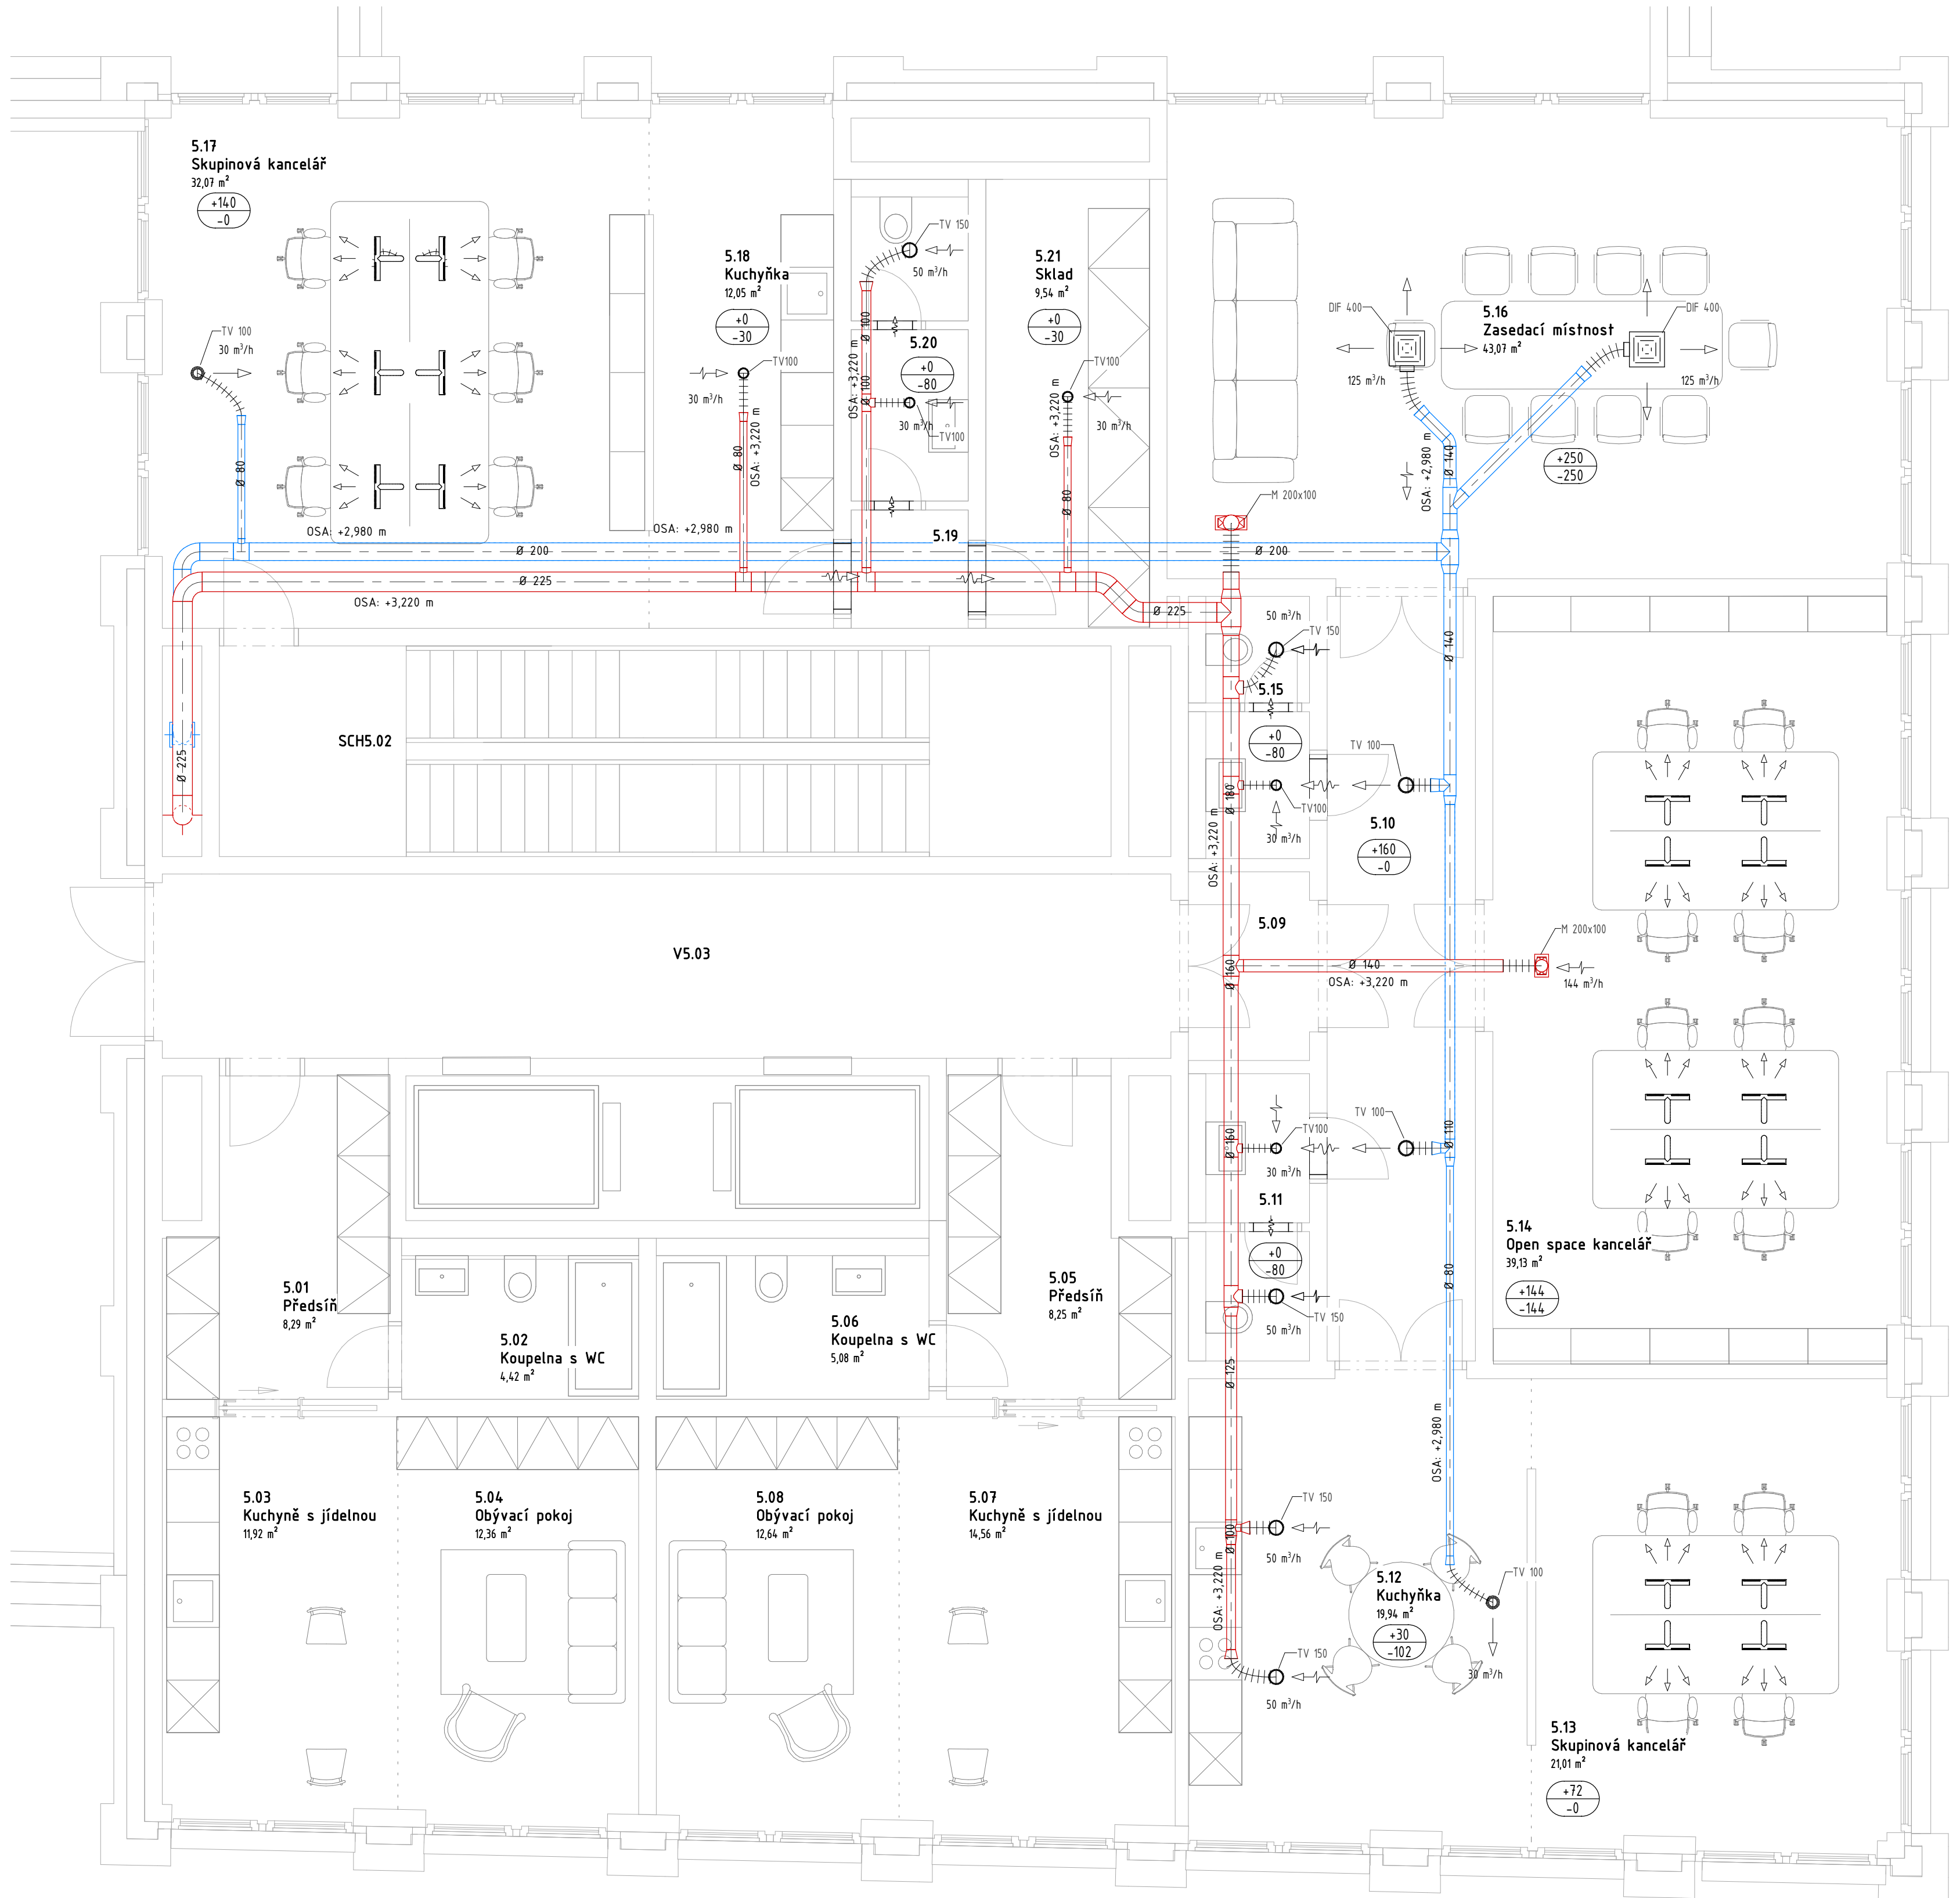 5.17
Skupinová kancelář
32,07 m²
+140
-0
TV 100
30 m³/h
Ø 80
OSA: +2,980 m
Ø 200
Ø 225
OSA: +3,220 m
Ø 225
5.18
Kuchyňka
12,05 m²
+0
-30
TV100
30 m³/h
Ø 80
OSA: +3,220 m
OSA: +2,980 m
TV 150
50 m³/h
Ø 100
OSA: +3,220 m
Ø 100
5.20
+0
-80
30 m³/h
TV100
5.19
5.21
Sklad
9,54 m²
+0
-30
TV100
30 m³/h
OSA: +3,220 m
Ø 80
M 200x100
Ø 200
Ø 225
DIF 400
125 m³/h
5.16
Zasedací místnost
43,07 m²
DIF 400
125 m³/h
+250
-250
OSA: +2,980 m
Ø 140
Ø 140
50 m³/h
TV 150
5.15
+0
-80
TV100
30 m³/h
Ø 180
OSA: +3,220 m
TV 100
5.10
+160
-0
SCH5.02
V5.03
5.09
Ø 160
Ø 140
OSA: +3,220 m
M 200x100
144 m³/h
TV100
30 m³/h
Ø 160
TV 100
Ø 110
5.11
+0
-80
TV 150
50 m³/h
Ø 125
Ø 80
OSA: +2,980 m
5.14
Open space kancelář
39,13 m²
+144
-144
5.01
Předsíň
8,29 m²
5.02
Koupelna s WC
4,42 m²
5.06
Koupelna s WC
5,08 m²
5.05
Předsíň
8,25 m²
5.03
Kuchyně s jídelnou
11,92 m²
5.04
Obývací pokoj
12,36 m²
5.08
Obývací pokoj
12,64 m²
5.07
Kuchyně s jídelnou
14,56 m²
TV 150
50 m³/h
Ø 100
OSA: +3,220 m
TV 150
50 m³/h
5.12
Kuchyňka
19,94 m²
+30
-102
TV 100
30 m³/h
5.13
Skupinová kancelář
21,01 m²
+72
-0